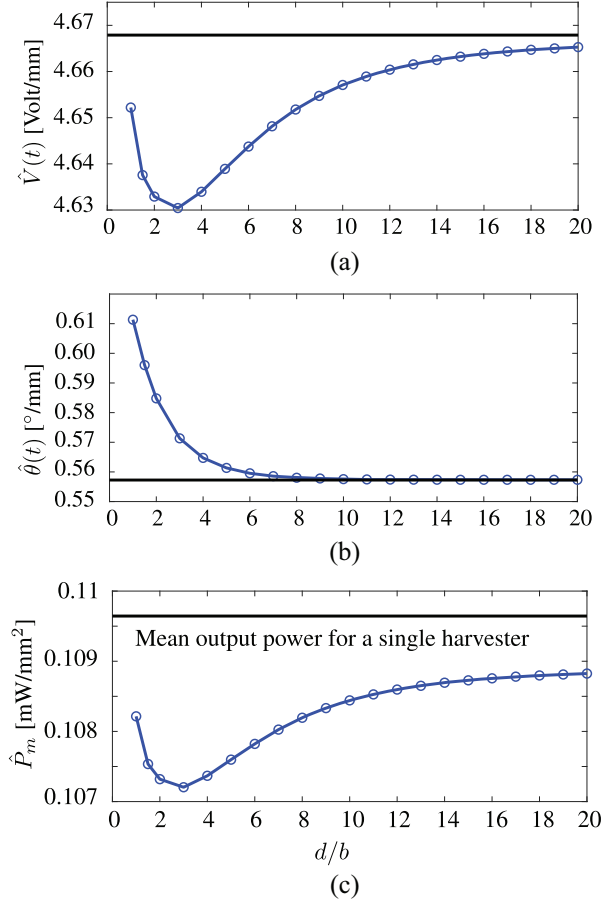 4.67
4.66
4.65
4.64
4.63
V̂(t) [Volt/mm]
0 2 4 6 8 10 12 14 16 18 20
(a)
0.61
0.60
0.59
0.58
0.57
0.56
0.55
θ̂(t) [°/mm]
0 2 4 6 8 10 12 14 16 18 20
(b)
0.11
0.109
0.108
0.107
P̂m [mW/mm²]
Mean output power for a single harvester
0 2 4 6 8 10 12 14 16 18 20
d/b
(c)